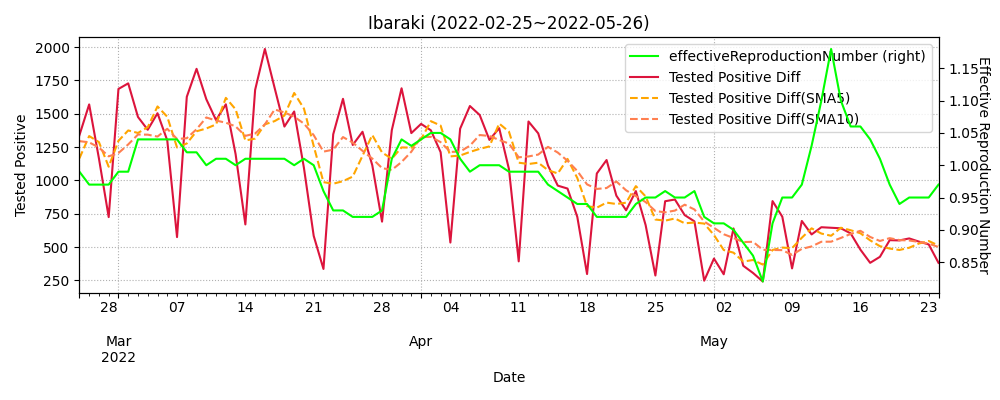 Ibaraki (2022-02-25~2022-05-26)
effectiveReproductionNumber (right)
Tested Positive Diff
Tested Positive Diff(SMA5)
Tested Positive Diff(SMA10)
Tested Positive
2000
1750
1500
1250
1000
750
500
250
Effective Reproduction Number
1.15
1.10
1.05
1.00
0.95
0.90
0.85
28 07 14 21 28 04 11 18 25 02 09 16 23
Mar Apr May
2022
Date